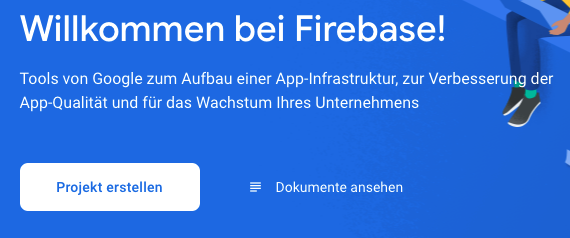 Willkommen bei Firebase!
Tools von Google zum Aufbau einer App-Infrastruktur, zur Verbesserung der
App-Qualität und für das Wachstum Ihres Unternehmens
Projekt erstellen
Dokumente ansehen